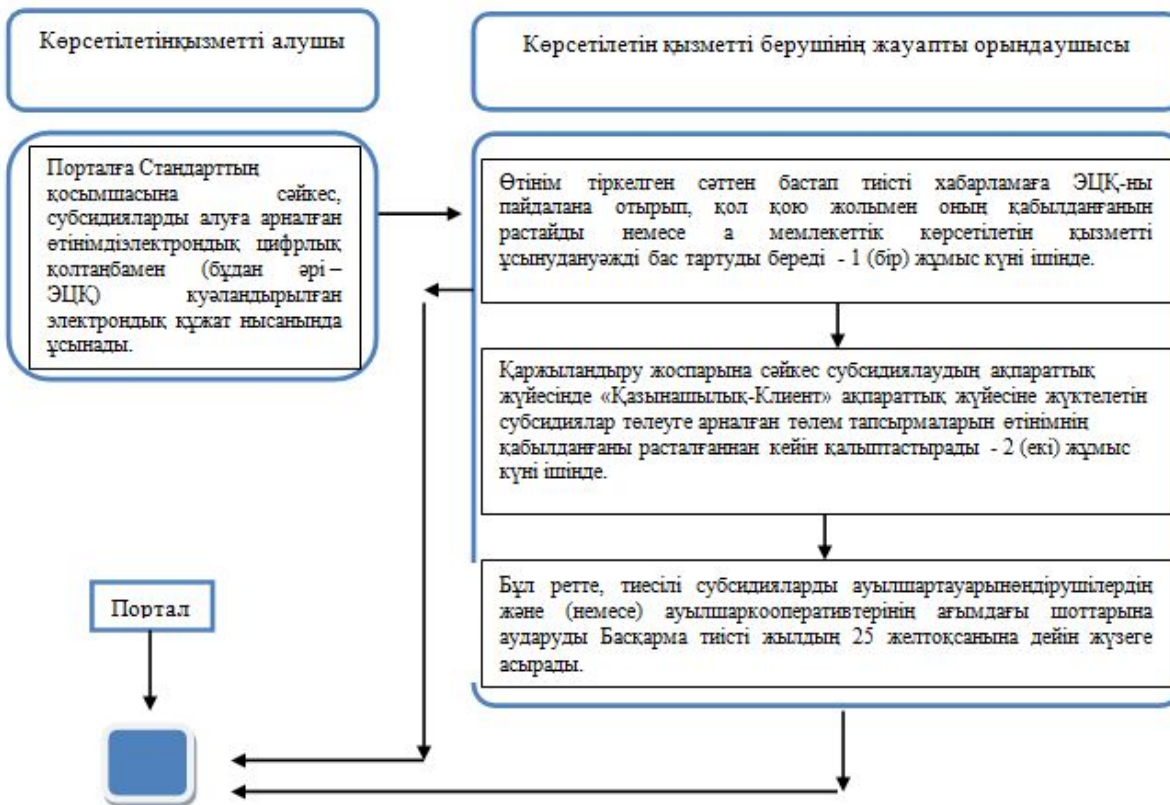 Көрсетілетінқызметті алушы
Көрсетілетін қызметті берушінің жауапты орындаушысы
Порталға Стандарттың
қосымшасына сәйкес,
субсидияларды алуға арналған
өтінімдіэлектрондық цифрлық
қолтаңбамен (бұдан әрі –
ЭЦҚ) куәландырылған
электрондық құжат нысанында
ұсынады.
Өтінім тіркелген сәттен бастап тиісті хабарламаға ЭЦҚ-ны
пайдалана отырып, қол қою жолымен оның қабылданғанын
растайды немесе а мемлекеттік көрсетілетін қызметті
ұсынудануәжді бас тартуды береді - 1 (бір) жұмыс күні ішінде.
Қаржыландыру жоспарына сәйкес субсидиялаудың ақпараттық
жүйесінде «Қазынашылық-Клиент» ақпараттық жүйесіне жүктелетін
субсидиялар төлеуге арналған төлем тапсырмаларын өтінімнің
қабылданғаны расталғаннан кейін қалыптастырады - 2 (екі) жұмыс
күні ішінде.
Бұл ретте, тиесілі субсидияларды ауылшартауарынөндірушілердің
және (немесе) ауылшаркооперативтерінің ағымдағы шоттарына
аударуды Басқарма тиісті жылдың 25 желтоқсанына дейін жүзеге
асырады.
Портал